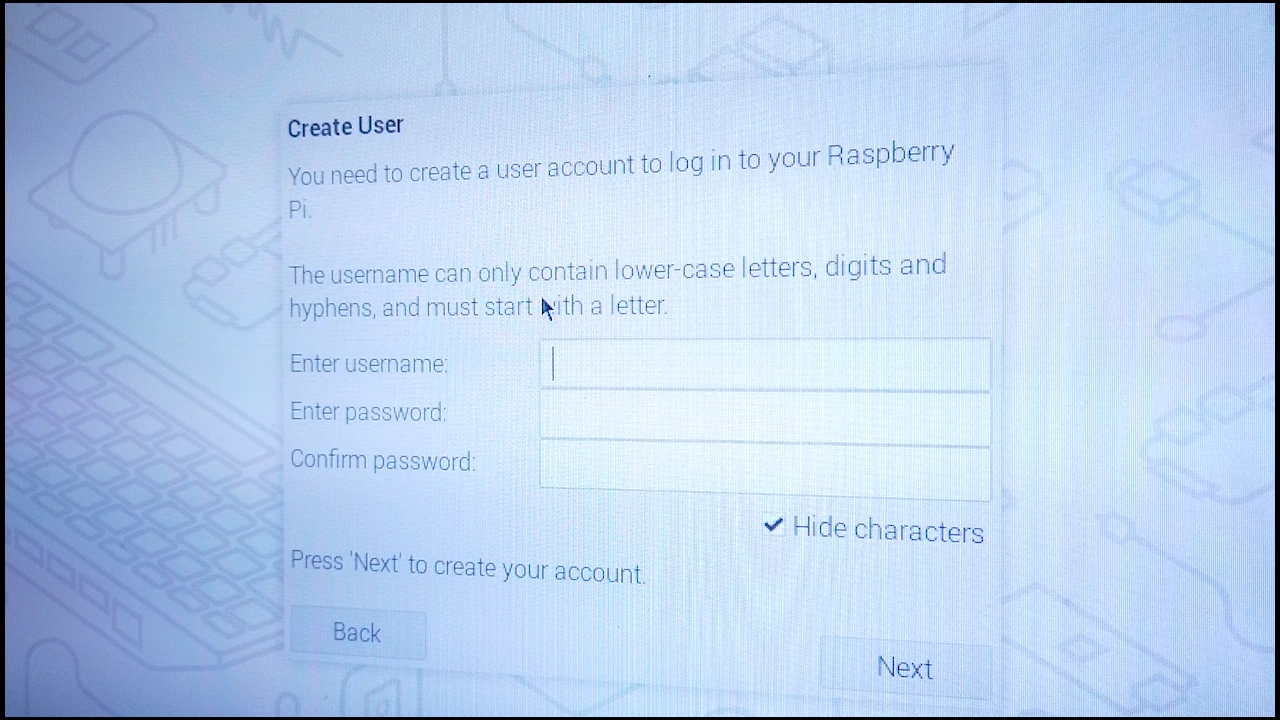 Create User
You need to create a user account to log in to your Raspberry
Pi.
The username can only contain lower-case letters, digits and
hyphens, and must start with a letter.
Enter username:
Enter password:
Confirm password:
Hide characters
Press 'Next' to create your account.
Back
Next